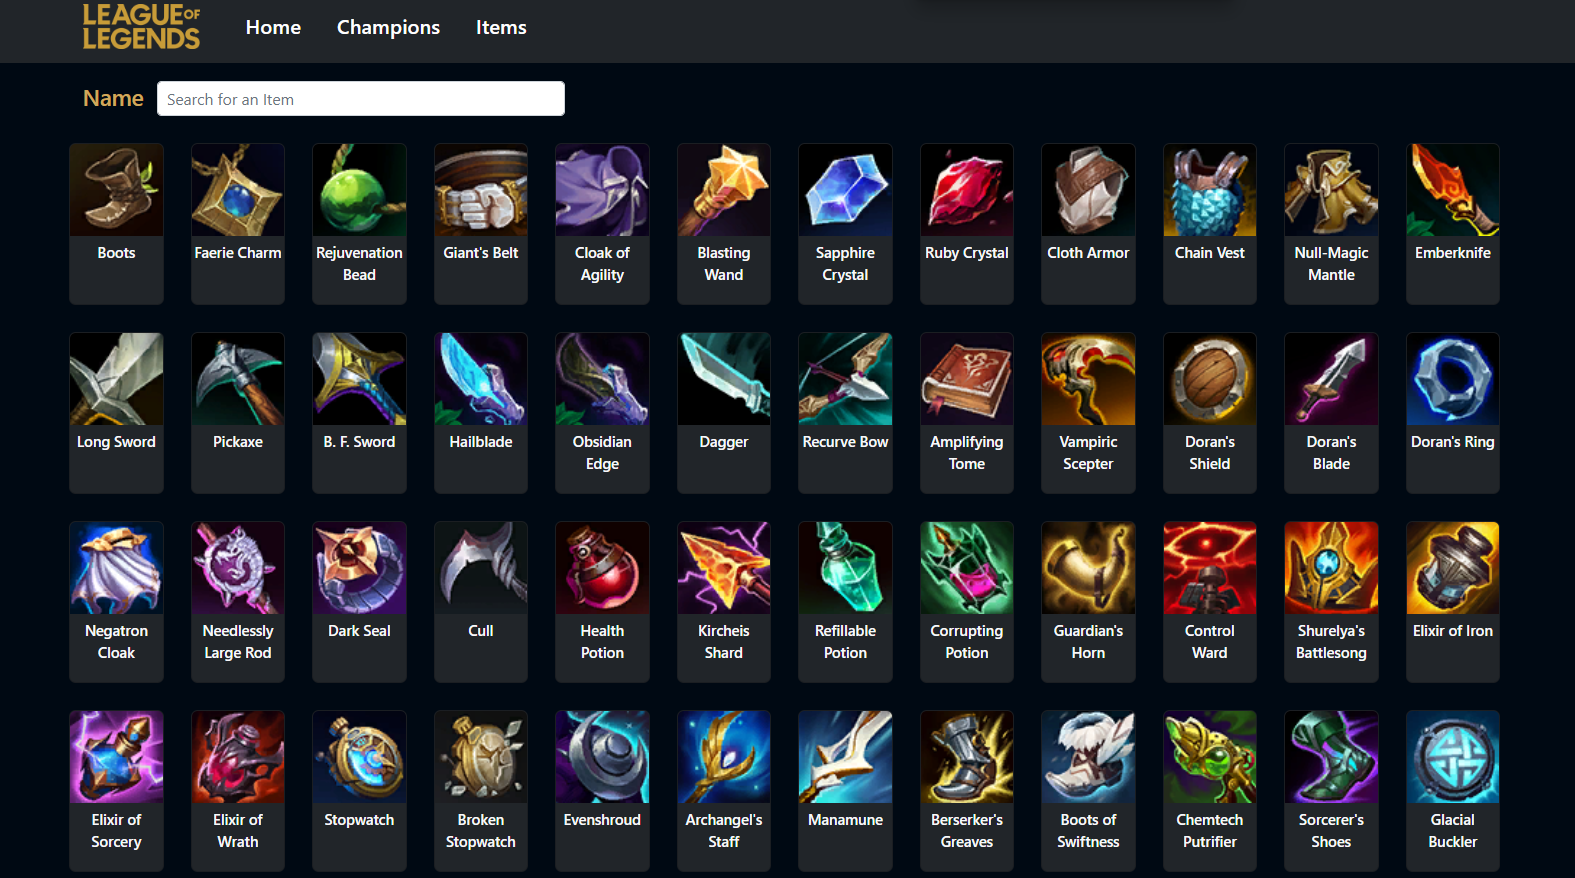 LEAGUE OF
LEGENDS
Home Champions Items
Name Search for an Item
Boots
Faerie Charm
Rejuvenation
Bead
Giant's Belt
Cloak of
Agility
Blasting
Wand
Sapphire
Crystal
Ruby Crystal
Cloth Armor
Chain Vest
Null-Magic
Mantle
Emberknife
Long Sword
Pickaxe
B. F. Sword
Hailblade
Obsidian
Edge
Dagger
Recurve Bow
Amplifying
Tome
Vampiric
Scepter
Doran's
Shield
Doran's
Blade
Doran's Ring
Negatron
Cloak
Needlessly
Large Rod
Dark Seal
Cull
Health
Potion
Kircheis
Shard
Refillable
Potion
Corrupting
Potion
Guardian's
Horn
Control
Ward
Shurelya's
Battlesong
Elixir of Iron
Elixir of
Sorcery
Elixir of
Wrath
Stopwatch
Broken
Stopwatch
Evenshroud
Archangel's
Staff
Manamune
Berserker's
Greaves
Boots of
Swiftness
Chemtech
Putrifier
Sorcerer's
Shoes
Glacial
Buckler